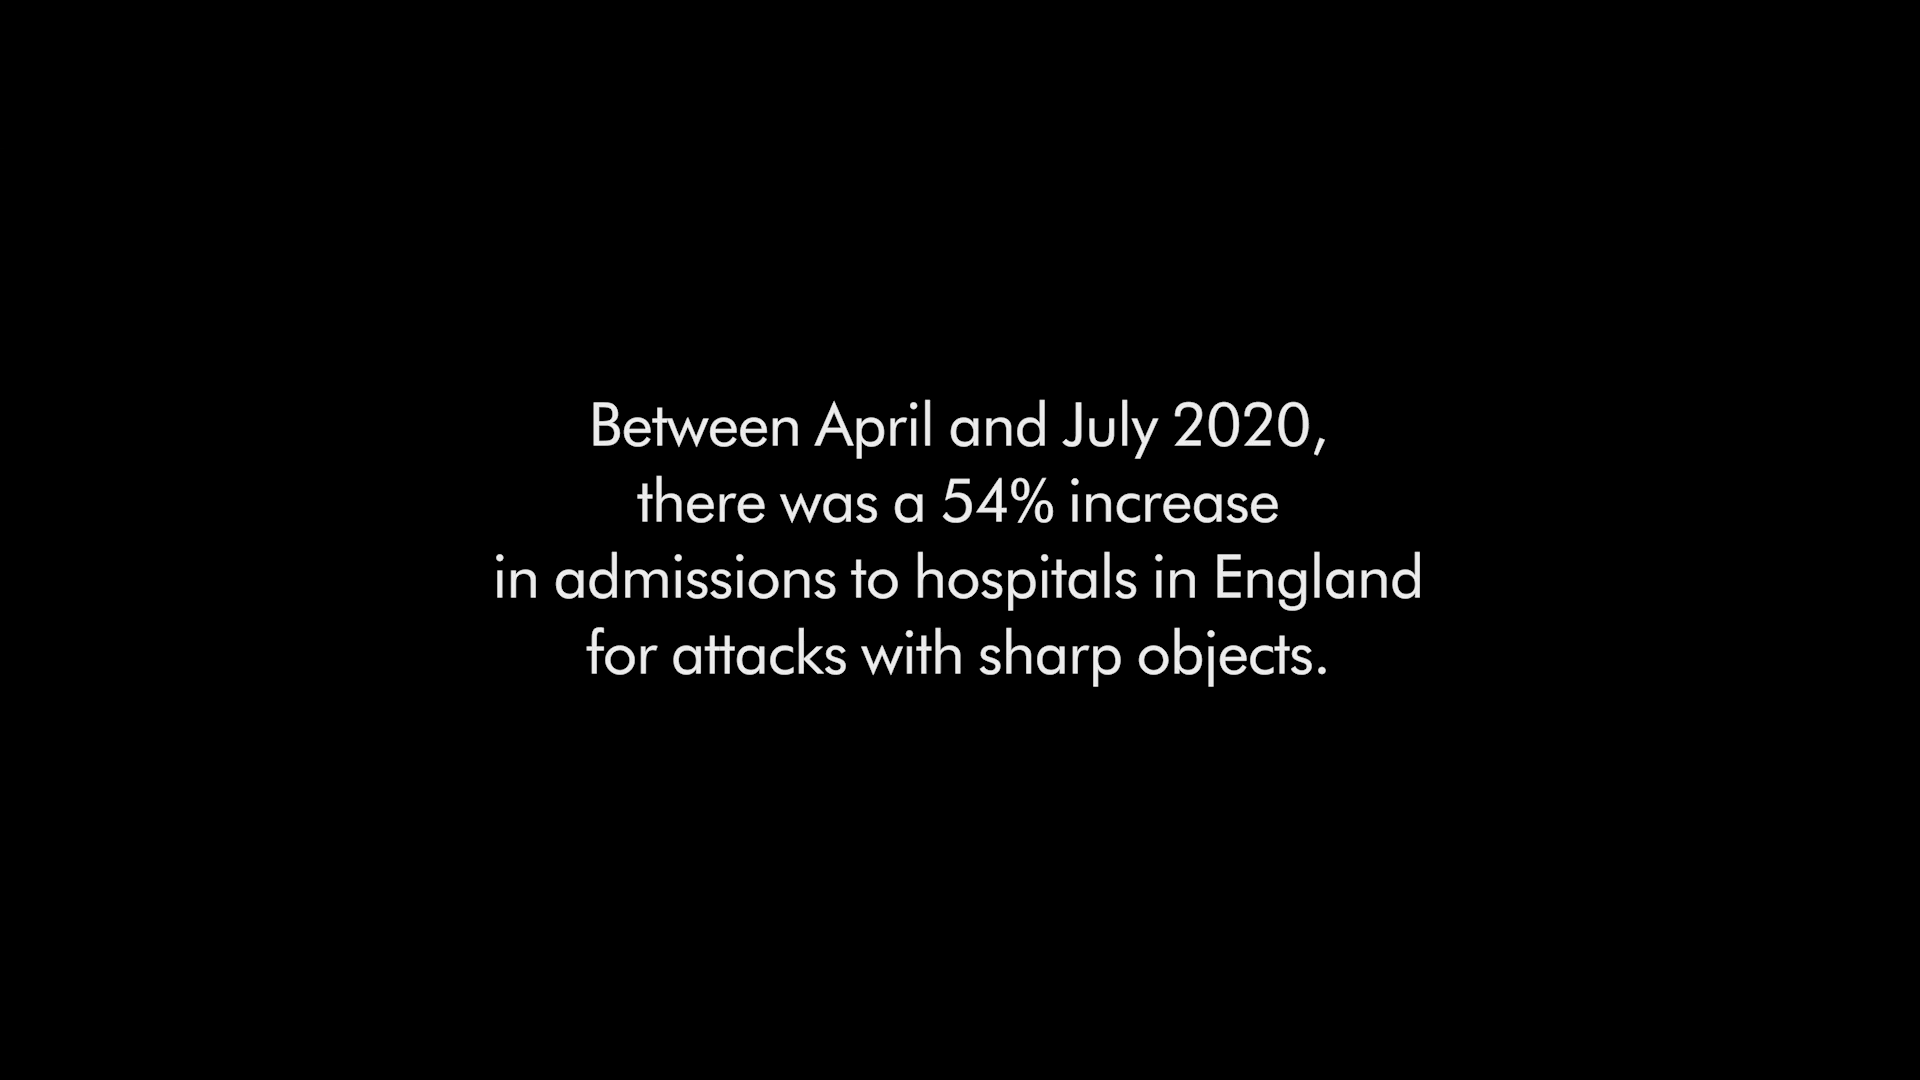 Between April and July 2020,
there was a 54% increase
in admissions to hospitals in England
for attacks with sharp objects.